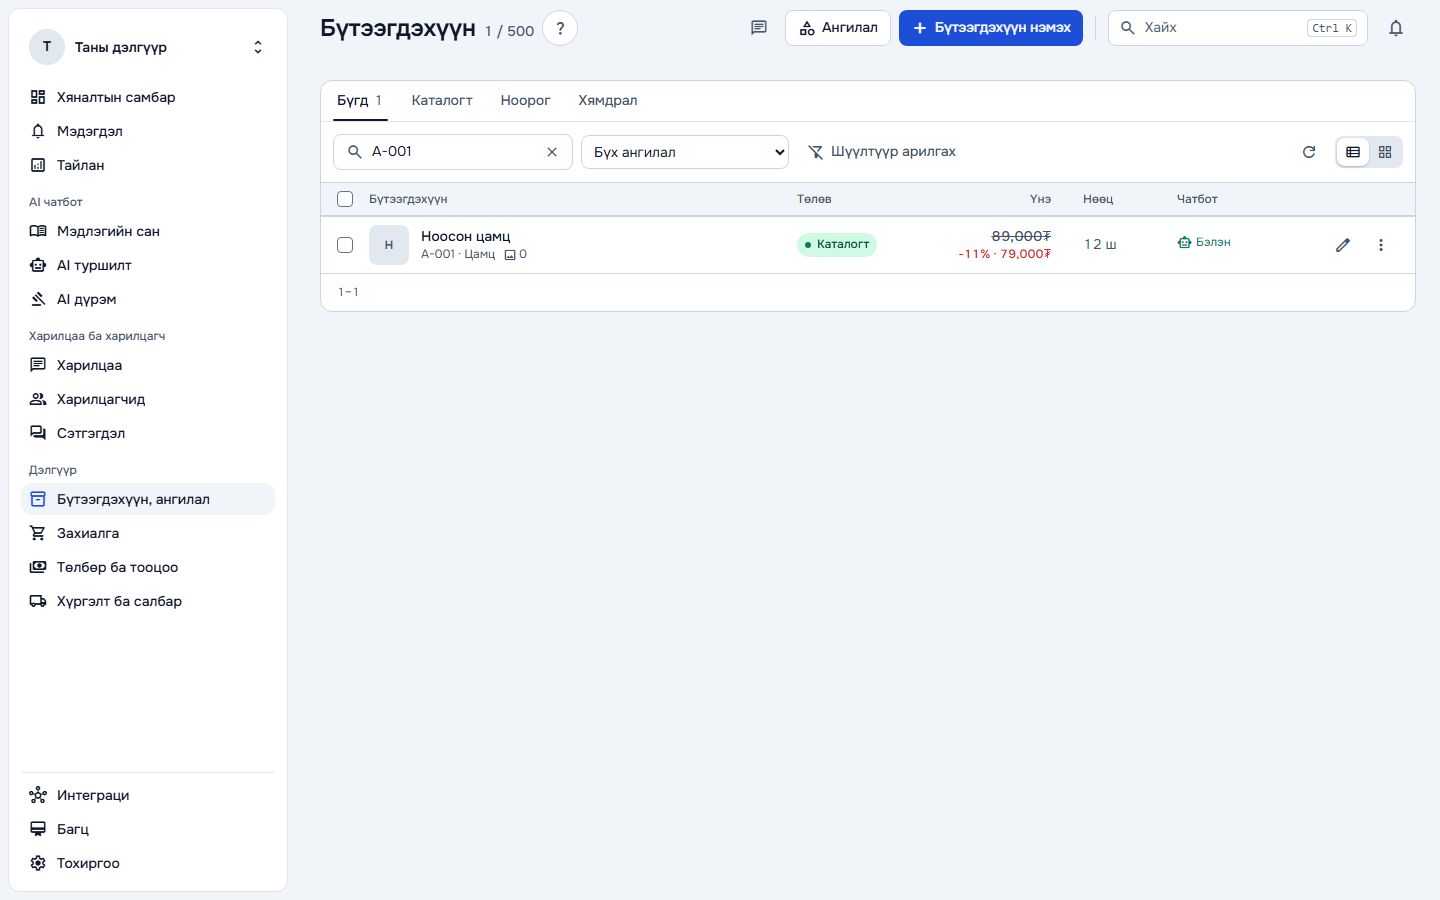 Т Таны дэлгүүр
Хяналтын самбар
Мэдэгдэл
Тайлан
AI чатбот
Мэдлэгийн сан
AI туршилт
AI дүрэм
Харилцаа ба харилцагч
Харилцаа
Харилцагчид
Сэтгэгдэл
Дэлгүүр
Бүтээгдэхүүн, ангилал
Захиалга
Төлбөр ба тооцоо
Хүргэлт ба салбар
Интеграци
Багц
Тохиргоо
Бүтээгдэхүүн 1 / 500 ?
Ангилал
+ Бүтээгдэхүүн нэмэх
Хайх Ctrl K
Бүгд 1 Каталогт Ноорог Хямдрал
A-001
Бүх ангилал
Шүүлтүүр арилгах
Бүтээгдэхүүн Төлөв Үнэ Нөөц Чатбот
Н Ноосон цамц
A-001 · Цамц 0
Каталогт
89,000₮
-11% · 79,000₮
12 ш
Бэлэн
1–1